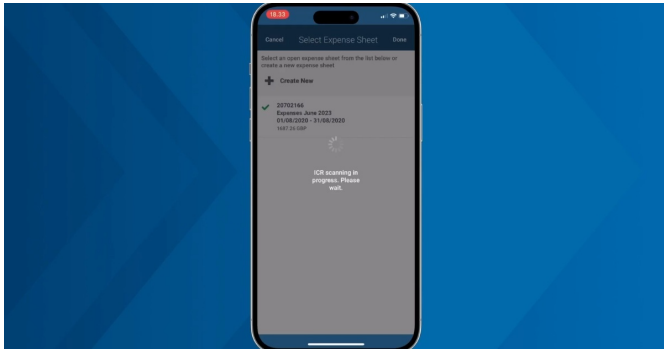 18.33
Cancel Select Expense Sheet Done
Select an open expense sheet from the list below or
create a new expense sheet
Create New
20702166
Expenses June 2023
01/08/2020 - 31/08/2020
1687.26 GBP
ICR scanning in
progress. Please
wait.